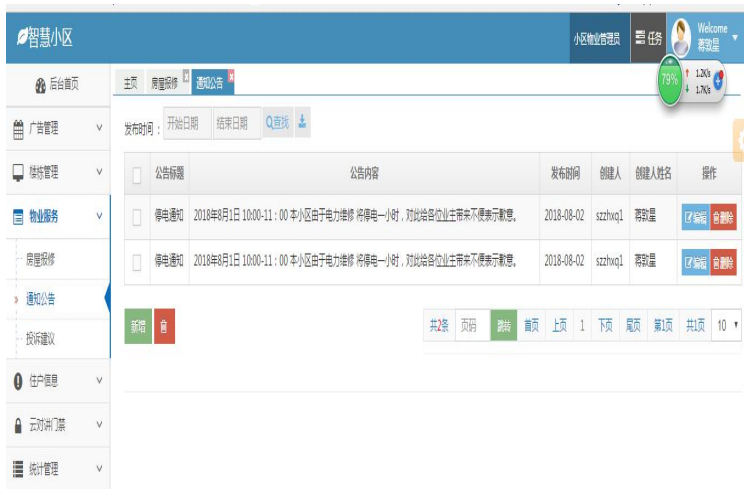 智慧小区
小区物业管理员 任务 Welcome
蒋敦星
79% 1.2K/s
1.7K/s
后台首页
主页 房屋报修 通知公告
广告管理
发布时间： 开始日期 结束日期 查找
楼栋管理
公告标题 公告内容 发布时间 创建人 创建人姓名 操作
物业服务
停电通知 2018年8月1日 10:00-11：00 本小区由于电力维修 将停电一小时，对此给各位业主带来不便表示歉意。 2018-08-02 szzhxq1 蒋敦星 编辑 删除
房屋报修
停电通知 2018年8月1日 10:00-11：00 本小区由于电力维修 将停电一小时，对此给各位业主带来不便表示歉意。 2018-08-02 szzhxq1 蒋敦星 编辑 删除
通知公告
新增 共2条 页码 跳转 首页 上页 1 下页 尾页 第1页 共1页 10
投诉建议
住户信息
云对讲门禁
统计管理